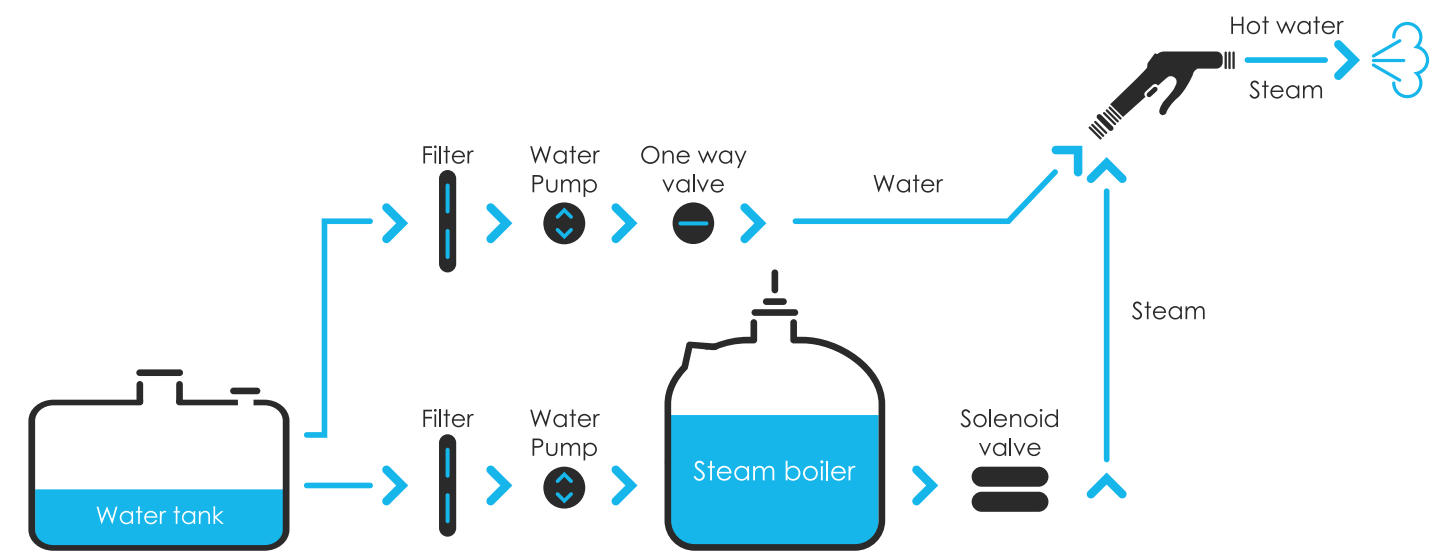 Hot water
Steam
Filter
Water
Pump
One way
valve
Water
Steam
Filter
Water
Pump
Solenoid
valve
Steam boiler
Water tank